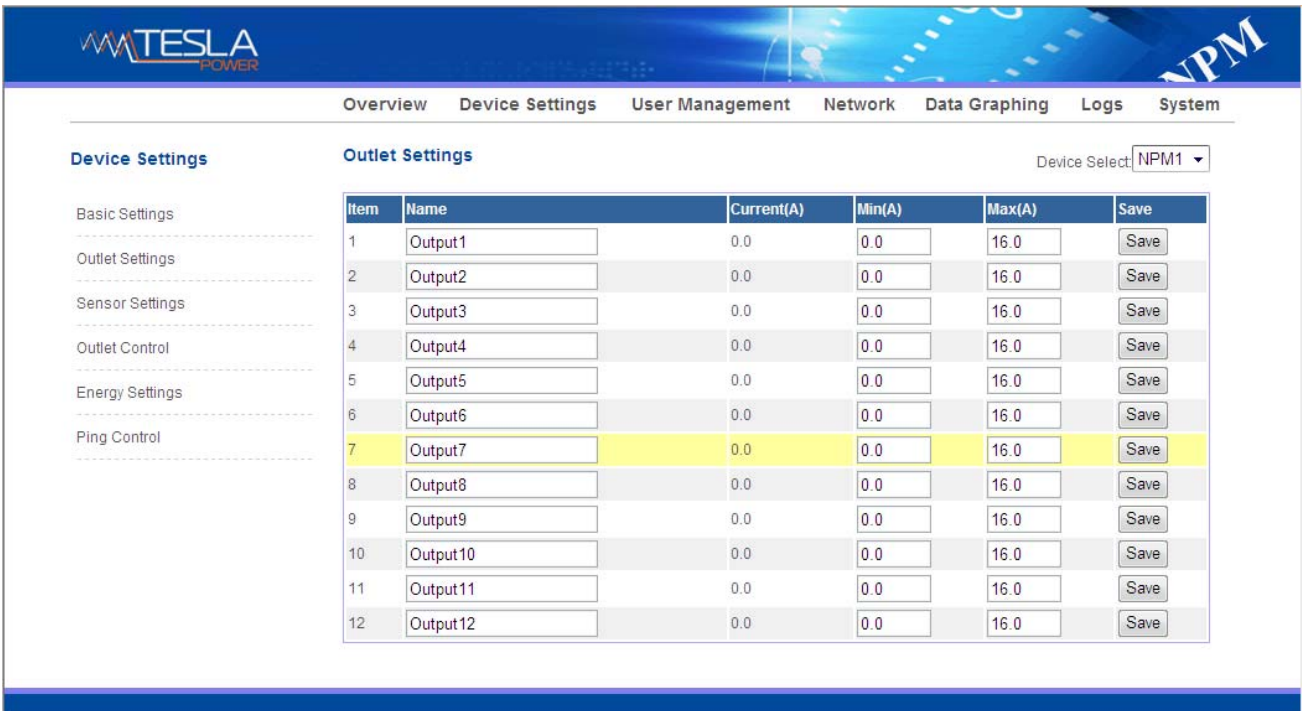 TESLA
POWER
NPM
Overview Device Settings User Management Network Data Graphing Logs System
Device Settings
Basic Settings
Outlet Settings
Sensor Settings
Outlet Control
Energy Settings
Ping Control
Outlet Settings
Device Select: NPM1
Item Name Current(A) Min(A) Max(A) Save
1 Output1 0.0 0.0 16.0 Save
2 Output2 0.0 0.0 16.0 Save
3 Output3 0.0 0.0 16.0 Save
4 Output4 0.0 0.0 16.0 Save
5 Output5 0.0 0.0 16.0 Save
6 Output6 0.0 0.0 16.0 Save
7 Output7 0.0 0.0 16.0 Save
8 Output8 0.0 0.0 16.0 Save
9 Output9 0.0 0.0 16.0 Save
10 Output10 0.0 0.0 16.0 Save
11 Output11 0.0 0.0 16.0 Save
12 Output12 0.0 0.0 16.0 Save